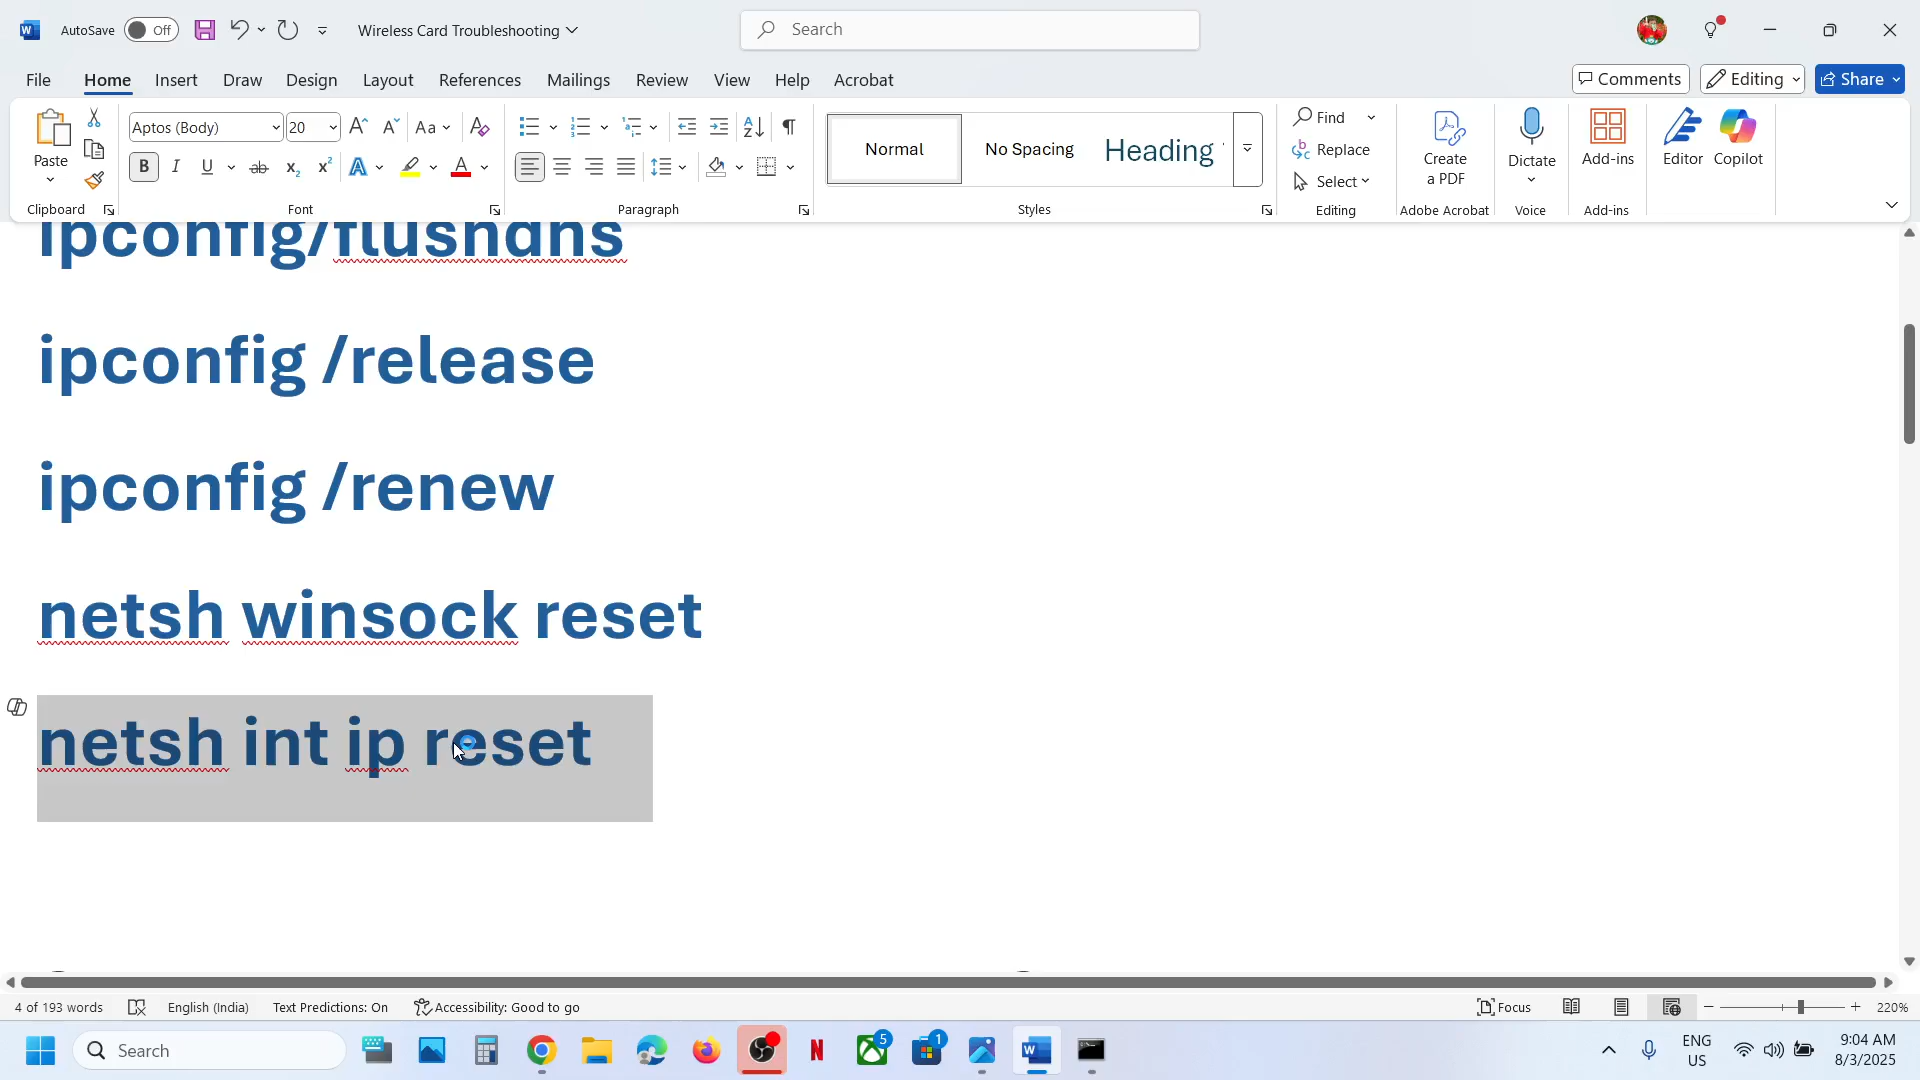 AutoSave Off Wireless Card Troubleshooting Search
File Home Insert Draw Design Layout References Mailings Review View Help Acrobat Comments Editing Share
Paste Aptos (Body) 20 Normal No Spacing Heading Find Replace Select Create a PDF Dictate Add-ins Editor Copilot
Clipboard Font Paragraph Styles Editing Adobe Acrobat Voice Add-ins
ipconfig/flushdns
ipconfig /release
ipconfig /renew
netsh winsock reset
netsh int ip reset
4 of 193 words English (India) Text Predictions: On Accessibility: Good to go Focus 220%
Search 5 1 ENG US 9:04 AM 8/3/2025